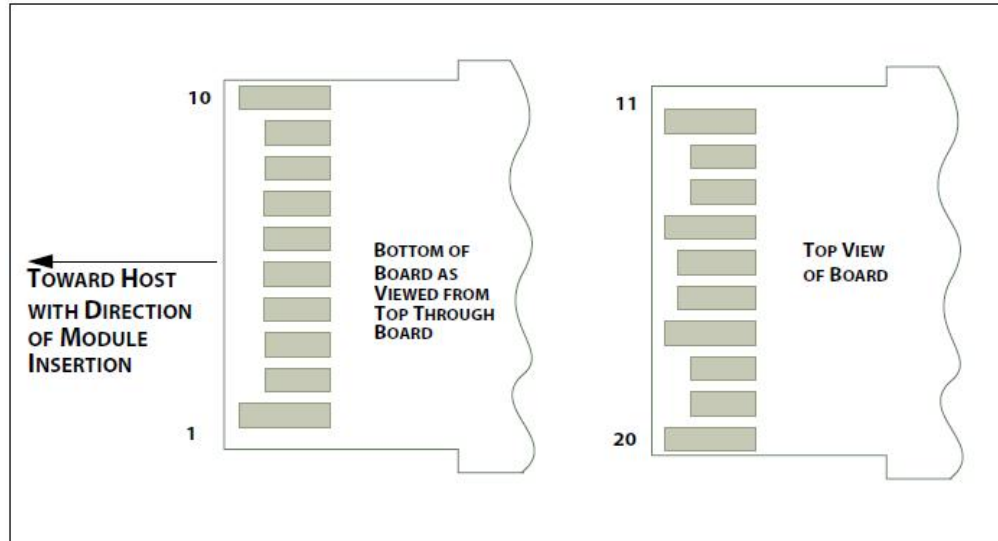 10
1
TOWARD HOST
WITH DIRECTION
OF MODULE
INSERTION
BOTTOM OF
BOARD AS
VIEWED FROM
TOP THROUGH
BOARD
11
20
TOP VIEW
OF BOARD